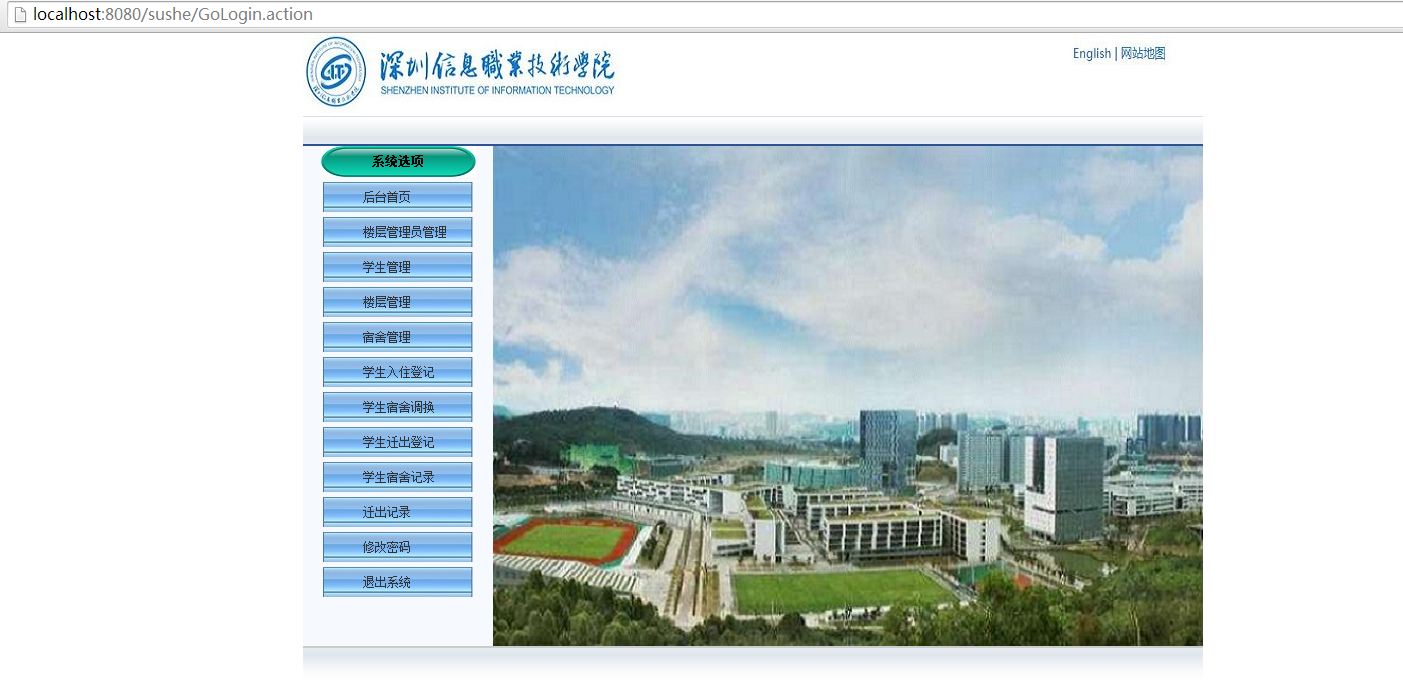 localhost:8080/sushe/GoLogin.action
深圳信息職業技術學院
SHENZHEN INSTITUTE OF INFORMATION TECHNOLOGY
English | 网站地图
系统选项
后台首页
楼层管理员管理
学生管理
楼层管理
宿舍管理
学生入住登记
学生宿舍调换
学生迁出登记
学生宿舍记录
迁出记录
修改密码
退出系统